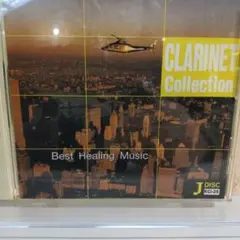 CLARINET
Collection
Best Healing Music
J DISC